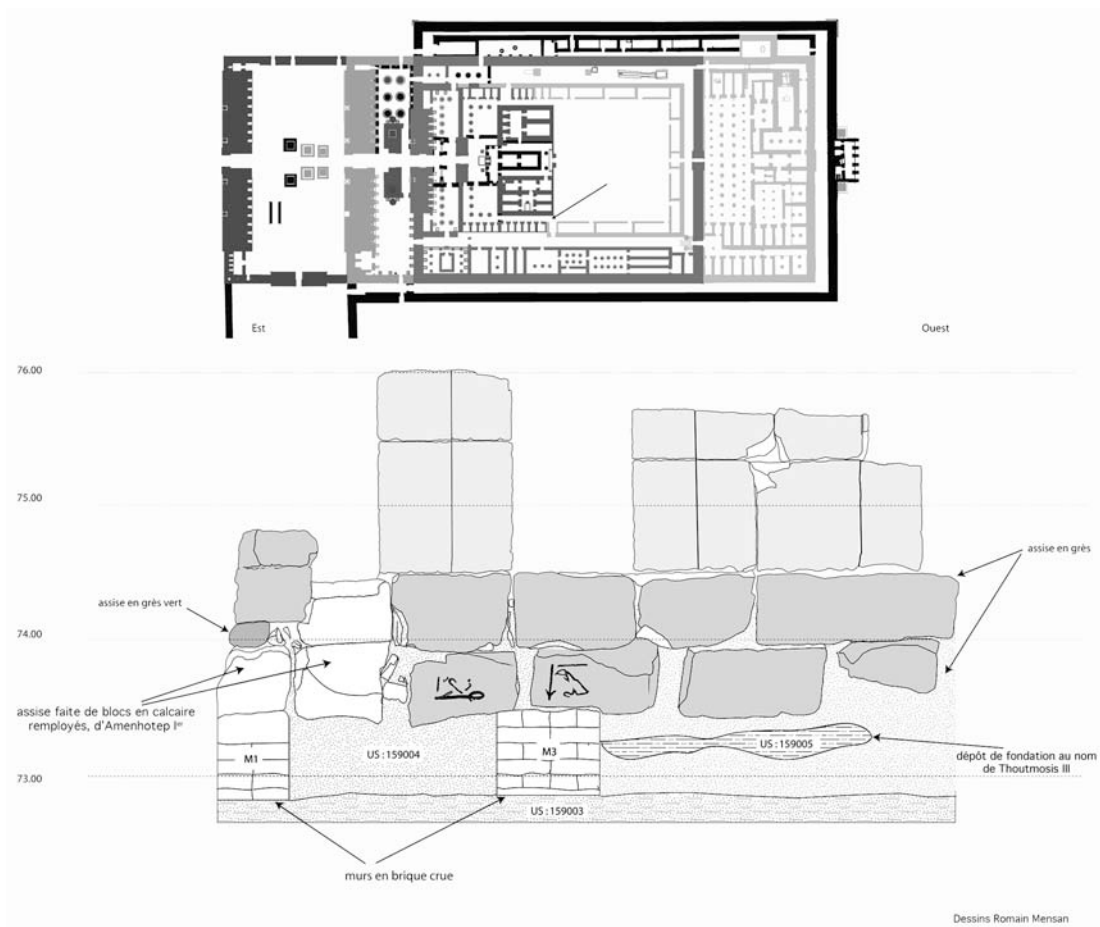 Est
Ouest
76.00
75.00
assise en grès
assise en grès vert
74.00
assise faite de blocs en calcaire
remployés, d'Amenhotep Iᵉʳ
M1
US : 159004
M3
US : 159005
dépôt de fondation au nom
de Thoutmosis III
73.00
US : 159003
murs en brique crue
Dessins Romain Mensan